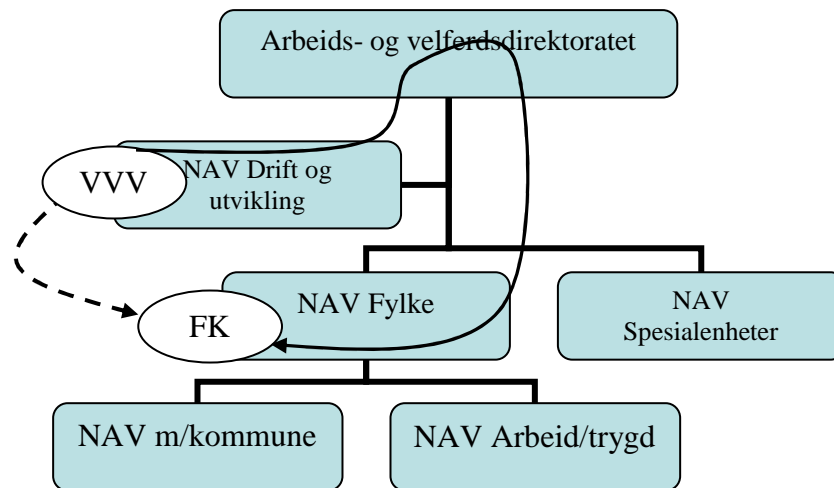 Arbeids- og velferdsdirektoratet
VVV
NAV Drift og
utvikling
FK
NAV Fylke
NAV
Spesialenheter
NAV m/kommune
NAV Arbeid/trygd